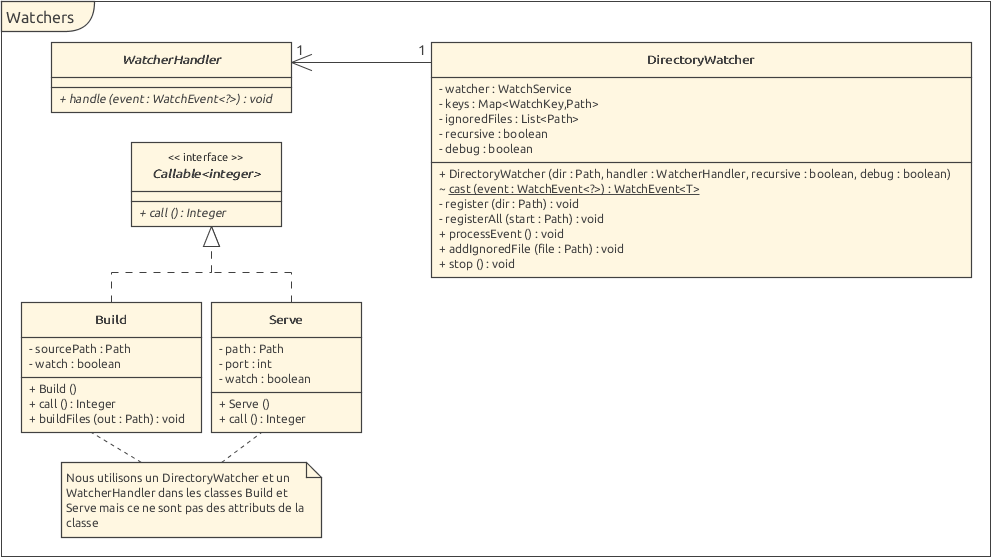 Watchers
WatcherHandler
+ handle (event : WatchEvent<?>) : void
1
1
DirectoryWatcher
- watcher : WatchService
- keys : Map<WatchKey,Path>
- ignoredFiles : List<Path>
- recursive : boolean
- debug : boolean
+ DirectoryWatcher (dir : Path, handler : WatcherHandler, recursive : boolean, debug : boolean)
~ cast (event : WatchEvent<?>) : WatchEvent<T>
- register (dir : Path) : void
- registerAll (start : Path) : void
+ processEvent () : void
+ addIgnoredFile (file : Path) : void
+ stop () : void
<< interface >>
Callable<integer>
+ call () : Integer
Build
- sourcePath : Path
- watch : boolean
+ Build ()
+ call () : Integer
+ buildFiles (out : Path) : void
Serve
- path : Path
- port : int
- watch : boolean
+ Serve ()
+ call () : Integer
Nous utilisons un DirectoryWatcher et un
WatcherHandler dans les classes Build et
Serve mais ce ne sont pas des attributs de la
classe